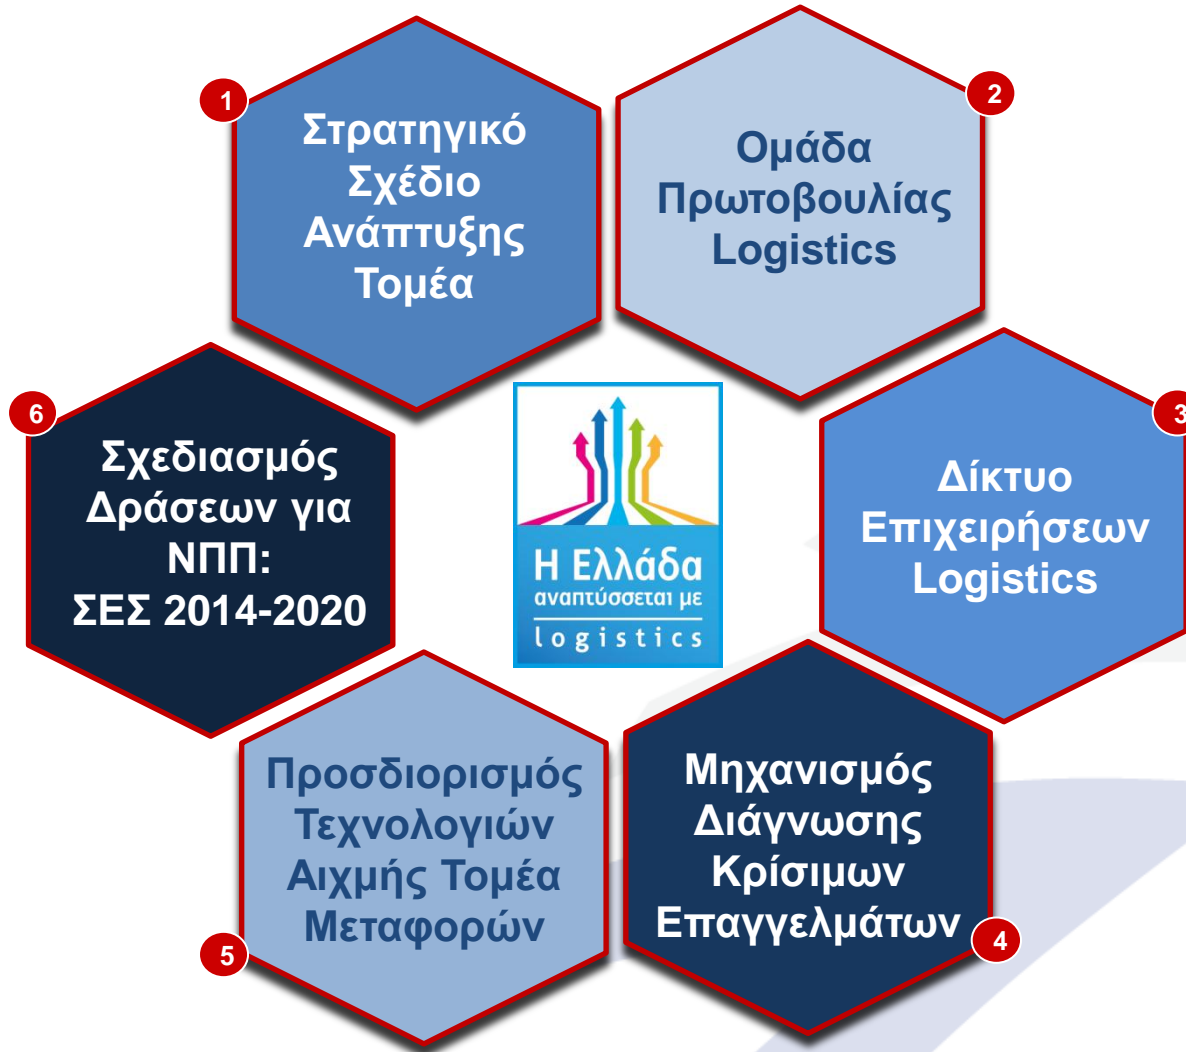 1
Στρατηγικό
Σχέδιο
Ανάπτυξης
Τομέα
2
Ομάδα
Πρωτοβουλίας
Logistics
3
Δίκτυο
Επιχειρήσεων
Logistics
4
Μηχανισμός
Διάγνωσης
Κρίσιμων
Επαγγελμάτων
5
Προσδιορισμός
Τεχνολογιών
Αιχμής Τομέα
Μεταφορών
6
Σχεδιασμός
Δράσεων για
ΝΠΠ:
ΣΕΣ 2014-2020
Η Ελλάδα
αναπτύσσεται με
logistics